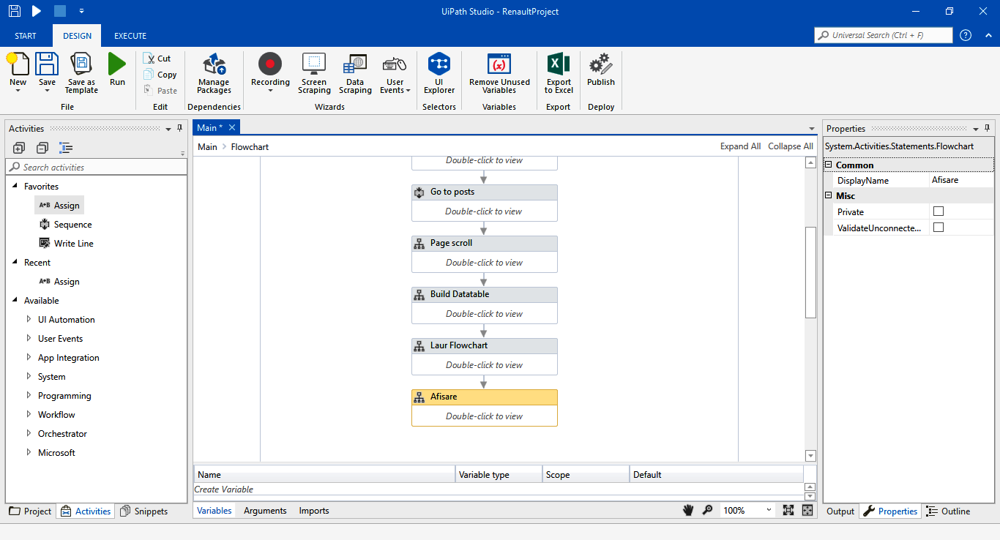 UiPath Studio - RenaultProject
START DESIGN EXECUTE
Universal Search (Ctrl + F)
New
Save
Save as Template
Run
Cut
Copy
Paste
Manage Packages
Recording
Screen Scraping
Data Scraping
User Events
UI Explorer
Remove Unused Variables
Export to Excel
Publish
File
Edit
Dependencies
Wizards
Selectors
Variables
Export
Deploy
Activities
Search activities
Favorites
A+B Assign
Sequence
Write Line
Recent
A+B Assign
Available
UI Automation
User Events
App Integration
System
Programming
Workflow
Orchestrator
Microsoft
Project Activities Snippets
Main *
Main > Flowchart
Expand All Collapse All
Double-click to view
Go to posts
Double-click to view
Page scroll
Double-click to view
Build Datatable
Double-click to view
Laur Flowchart
Double-click to view
Afisare
Double-click to view
Name Variable type Scope Default
Create Variable
Variables Arguments Imports
100%
Properties
System.Activities.Statements.Flowchart
Common
DisplayName Afisare
Misc
Private
ValidateUnconnecte...
Output Properties Outline